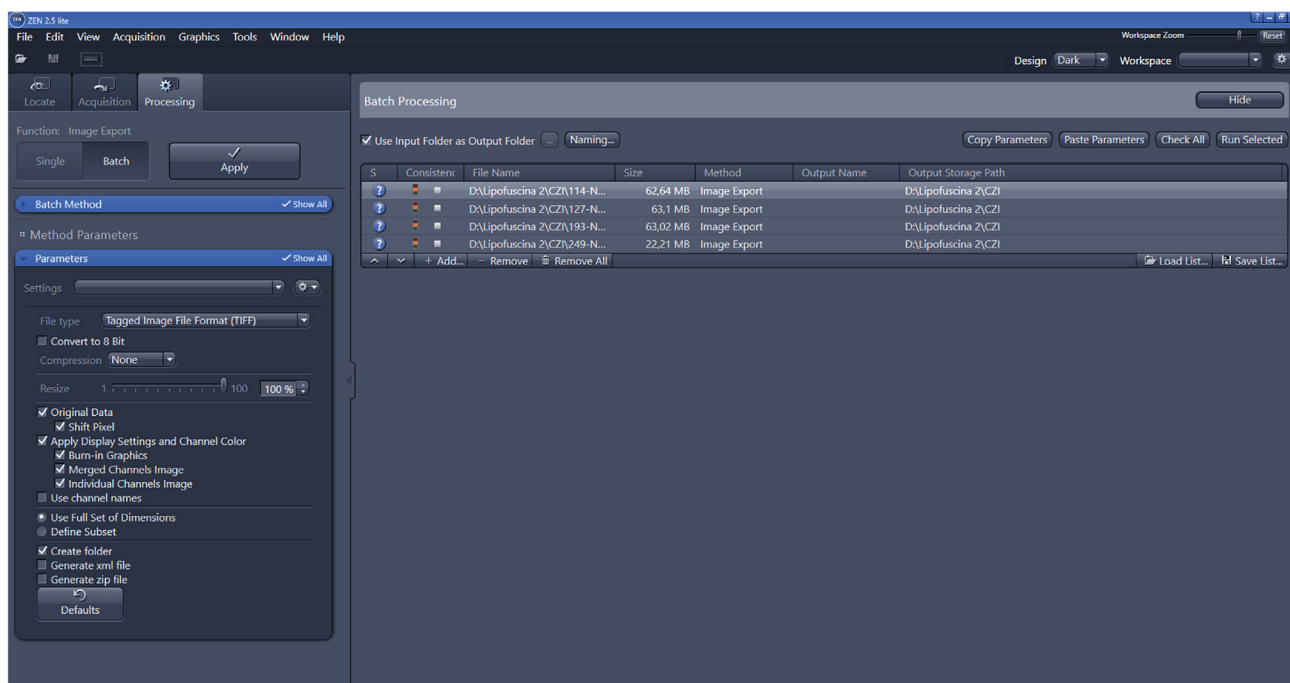 ZEN 2.5 lite
File Edit View Acquisition Graphics Tools Window Help
Workspace Zoom Reset
Design Dark Workspace
Locate Acquisition Processing
Function: Image Export
Single Batch Apply
Batch Method Show All
Method Parameters
Parameters Show All
Settings
File type Tagged Image File Format (TIFF)
Convert to 8 Bit
Compression None
Resize 1 100 100 %
Original Data
Shift Pixel
Apply Display Settings and Channel Color
Burn-in Graphics
Merged Channels Image
Individual Channels Image
Use channel names
Use Full Set of Dimensions
Define Subset
Create folder
Generate xml file
Generate zip file
Defaults
Batch Processing Hide
Use Input Folder as Output Folder ... Naming... Copy Parameters Paste Parameters Check All Run Selected
S Consistenc File Name Size Method Output Name Output Storage Path
? D:\Lipofuscina 2\CZI\114-N... 62,64 MB Image Export D:\Lipofuscina 2\CZI
? D:\Lipofuscina 2\CZI\127-N... 63,1 MB Image Export D:\Lipofuscina 2\CZI
? D:\Lipofuscina 2\CZI\193-N... 63,02 MB Image Export D:\Lipofuscina 2\CZI
? D:\Lipofuscina 2\CZI\249-N... 22,21 MB Image Export D:\Lipofuscina 2\CZI
+ Add... − Remove Remove All Load List... Save List...